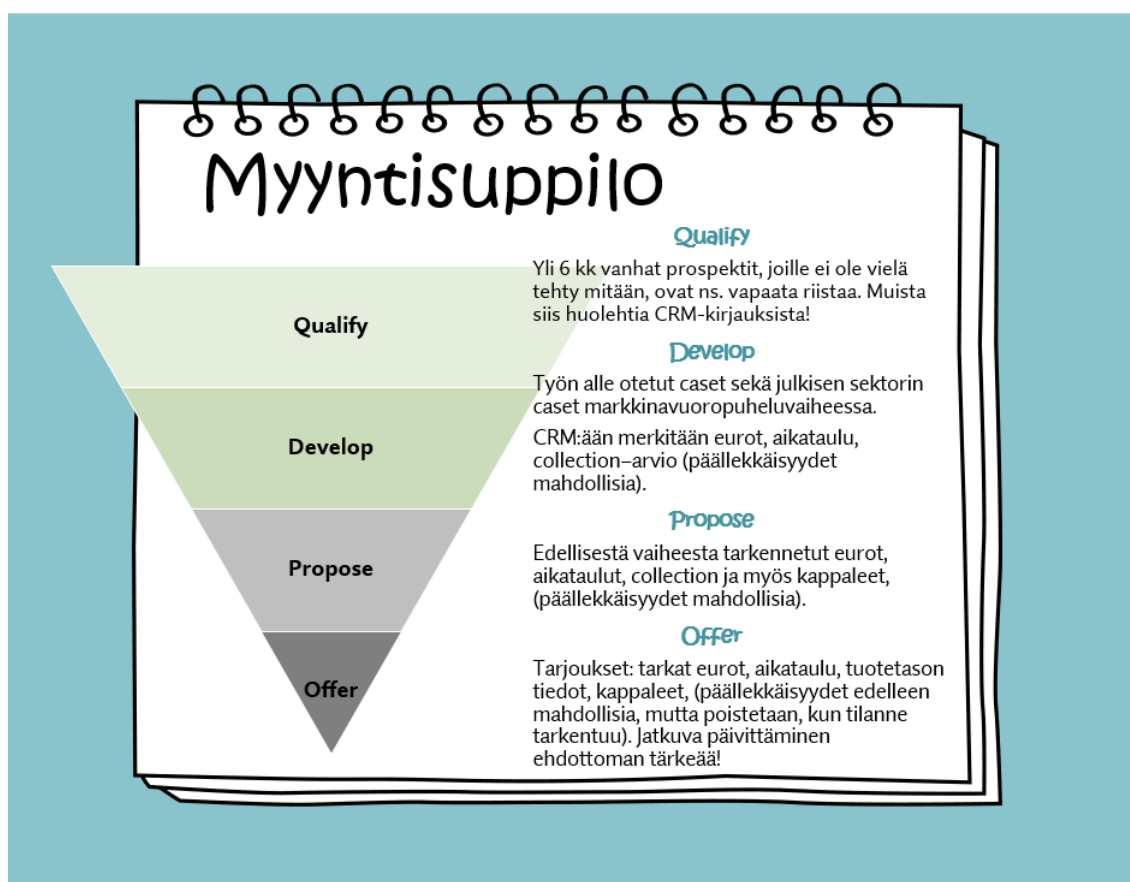 Myyntisuppilo
Qualify
Develop
Propose
Offer
Qualify
Yli 6 kk vanhat prospektit, joille ei ole vielä
tehty mitään, ovat ns. vapaata riistaa. Muista
siis huolehtia CRM-kirjauksista!
Develop
Työn alle otetut caset sekä julkisen sektorin
caset markkinavuoropuheluvaiheessa.
CRM:ään merkitään eurot, aikataulu,
collection–arvio (päällekkäisyydet
mahdollisia).
Propose
Edellisestä vaiheesta tarkennetut eurot,
aikataulut, collection ja myös kappaleet,
(päällekkäisyydet mahdollisia).
Offer
Tarjoukset: tarkat eurot, aikataulu, tuotetason
tiedot, kappaleet, (päällekkäisyydet edelleen
mahdollisia, mutta poistetaan, kun tilanne
tarkentuu). Jatkuva päivittäminen
ehdottoman tärkeää!